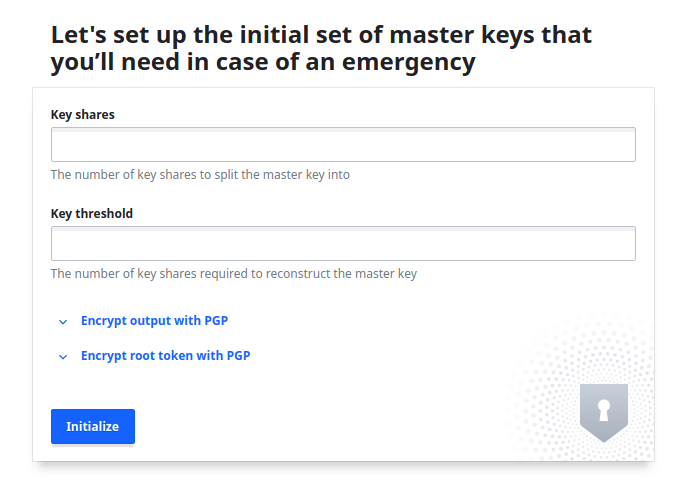 Let's set up the initial set of master keys that
you’ll need in case of an emergency
Key shares
The number of key shares to split the master key into
Key threshold
The number of key shares required to reconstruct the master key
Encrypt output with PGP
Encrypt root token with PGP
Initialize